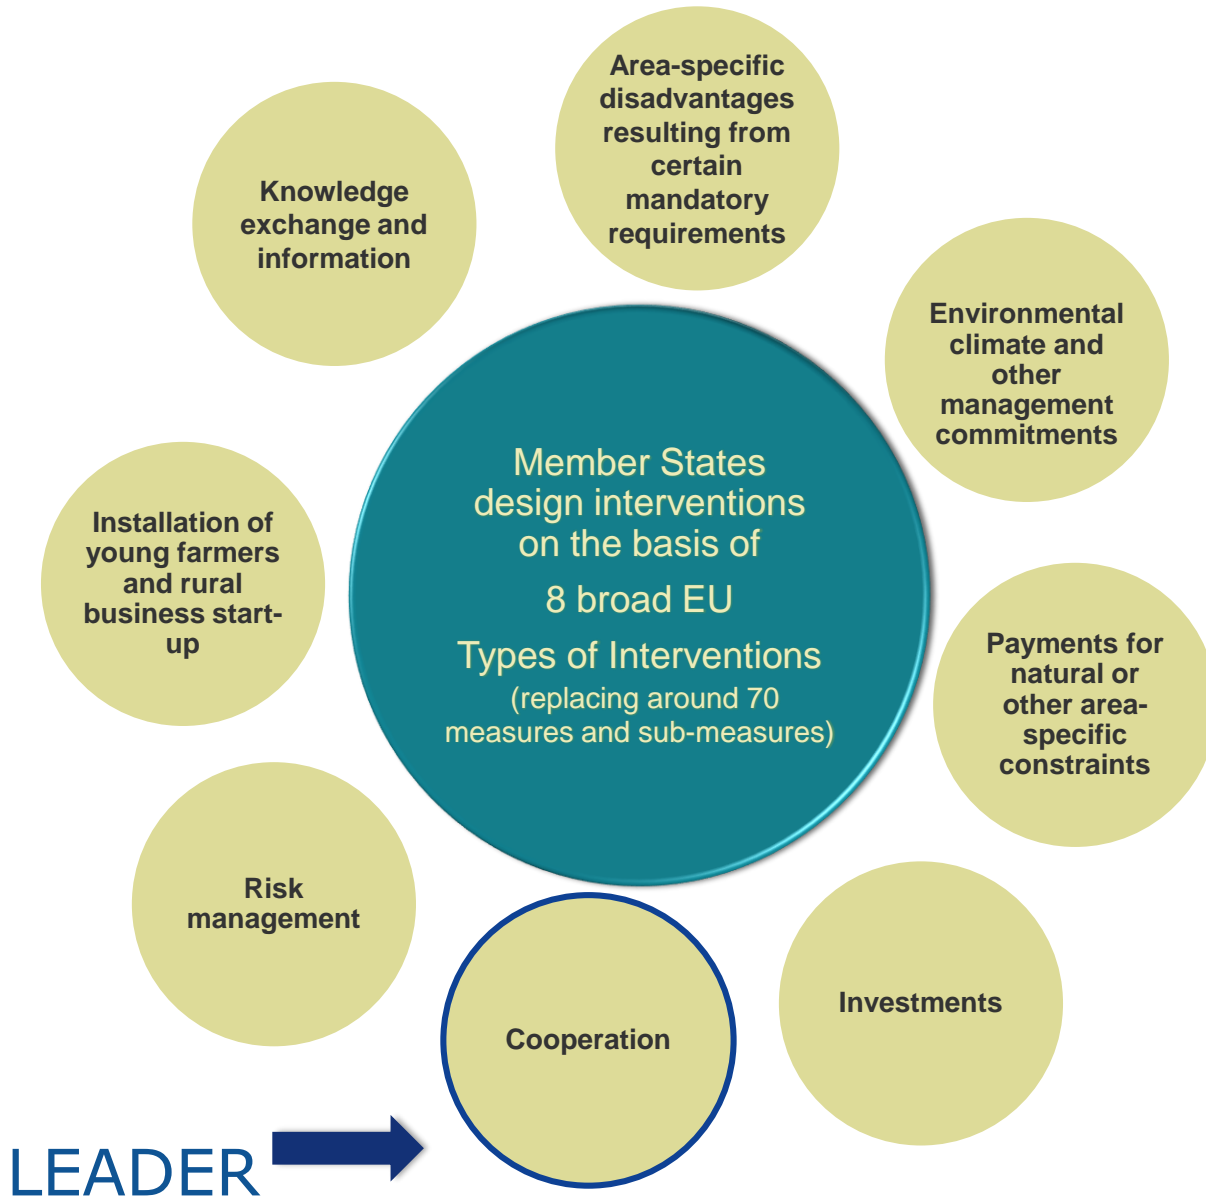 Area-specific
disadvantages
resulting from
certain
mandatory
requirements
Knowledge
exchange and
information
Environmental
climate and
other
management
commitments
Member States
design interventions
on the basis of
8 broad EU
Types of Interventions
(replacing around 70
measures and sub-measures)
Installation of
young farmers
and rural
business start-
up
Payments for
natural or
other area-
specific
constraints
Risk
management
Investments
Cooperation
LEADER